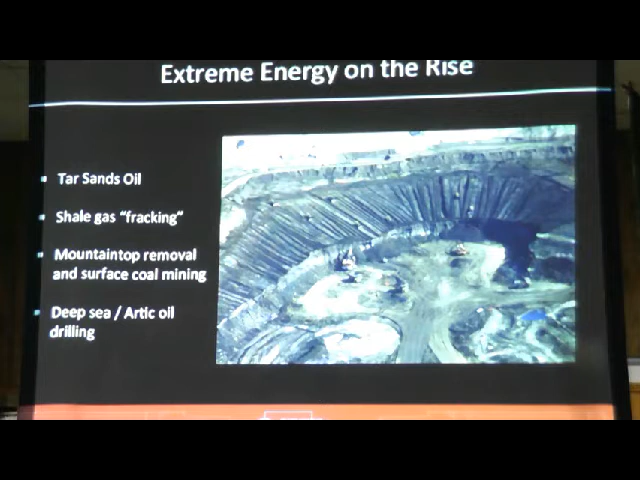 Extreme Energy on the Rise
Tar Sands Oil
Shale gas "fracking"
Mountaintop removal
and surface coal mining
Deep sea / Artic oil
drilling